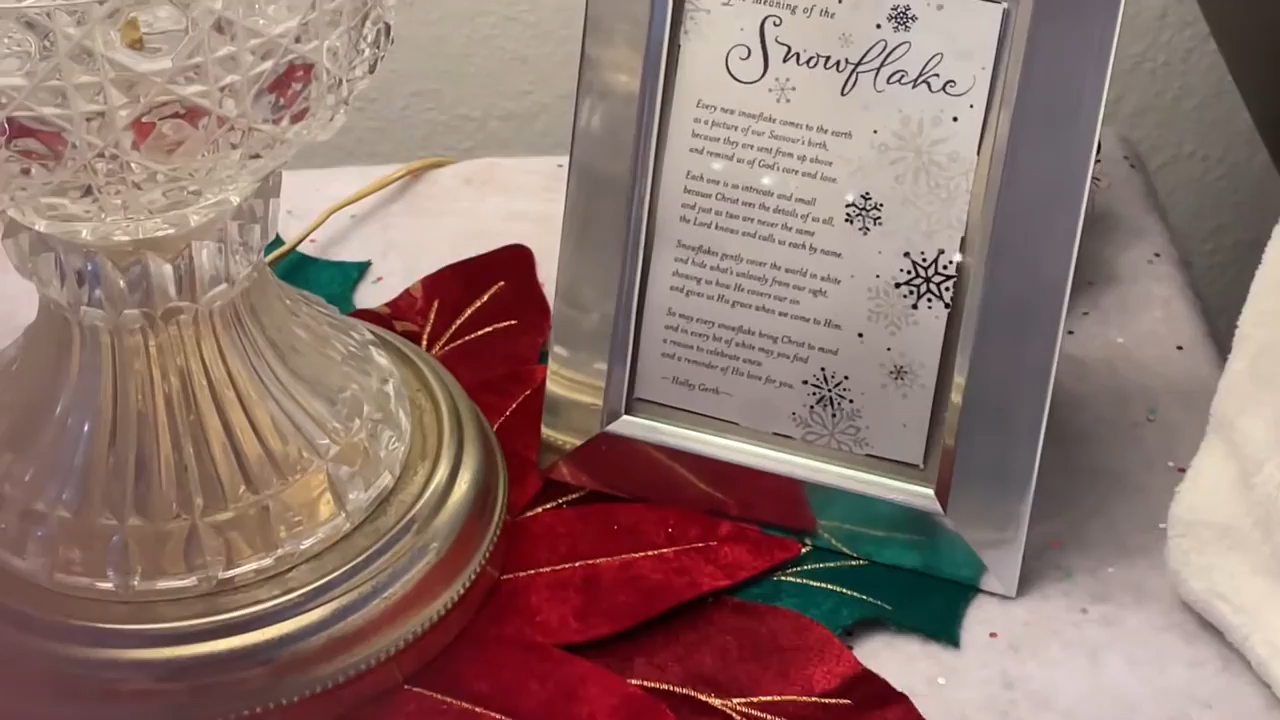 The Meaning of the
Snowflake
Every new snowflake comes to the earth
as a picture of our Saviour's birth,
because they are sent from up above
and remind us of God's care and love.
Each one is so intricate and small
because Christ sees the details of us all,
and just as two are never the same
the Lord knows and calls us each by name.
Snowflakes gently cover the world in white
and hide what's unlovely from our sight,
showing us how He covers our sin
and gives us His grace when we come to Him.
So may every snowflake bring Christ to mind
and in every bit of white may you find
a reason to celebrate anew
and a reminder of His love for you.
—Holley Gerth—